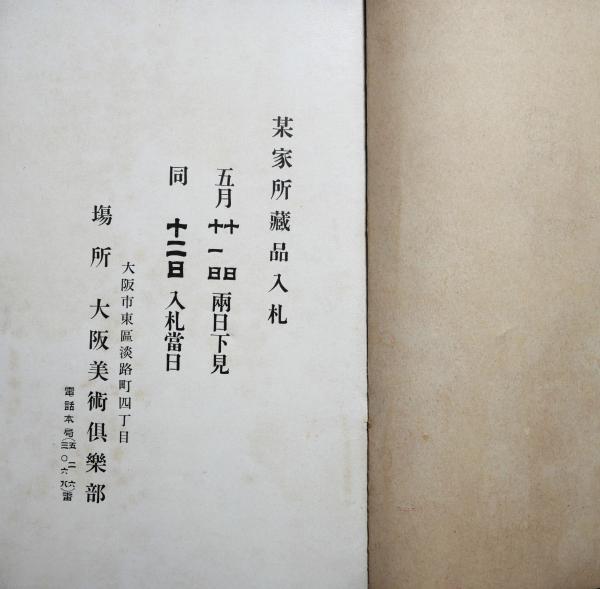 某家所藏品入札
五月 十日 十一日 兩日下見
同 十二日 入札當日
大阪市東區淡路町四丁目
塲所 大阪美術俱樂部
電話本局